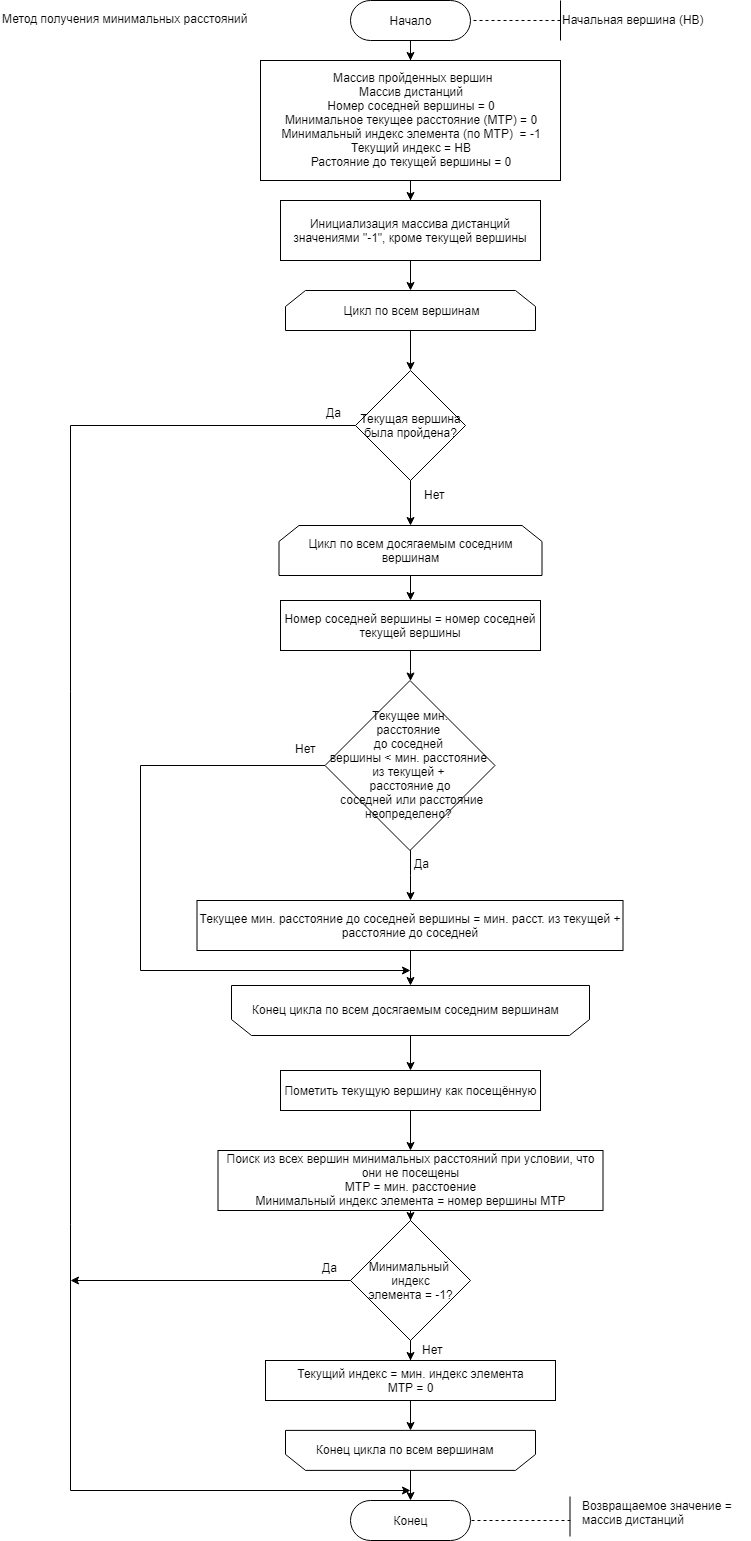 Метод получения минимальных расстояний
Начало
Начальная вершина (НВ)
Массив пройденных вершин
Массив дистанций
Номер соседней вершины = 0
Минимальное текущее расстояние (МТР) = 0
Минимальный индекс элемента (по МТР) = -1
Текущий индекс = НВ
Растояние до текущей вершины = 0
Инициализация массива дистанций
значениями "-1", кроме текущей вершины
Цикл по всем вершинам
Да
Текущая вершина
была пройдена?
Нет
Цикл по всем досягаемым соседним
вершинам
Номер соседней вершины = номер соседней
текущей вершины
Нет
Текущее мин.
расстояние
до соседней
вершины < мин. расстояние
из текущей +
расстояние до
соседней или расстояние
неопределено?
Да
Текущее мин. расстояние до соседней вершины = мин. расст. из текущей +
расстояние до соседней
Конец цикла по всем досягаемым соседним вершинам
Пометить текущую вершину как посещённую
Поиск из всех вершин минимальных расстояний при условии, что
они не посещены
МТР = мин. расстоение
Минимальный индекс элемента = номер вершины МТР
Да
Минимальный
индекс
элемента = -1?
Нет
Текущий индекс = мин. индекс элемента
МТР = 0
Конец цикла по всем вершинам
Конец
Возвращаемое значение =
массив дистанций